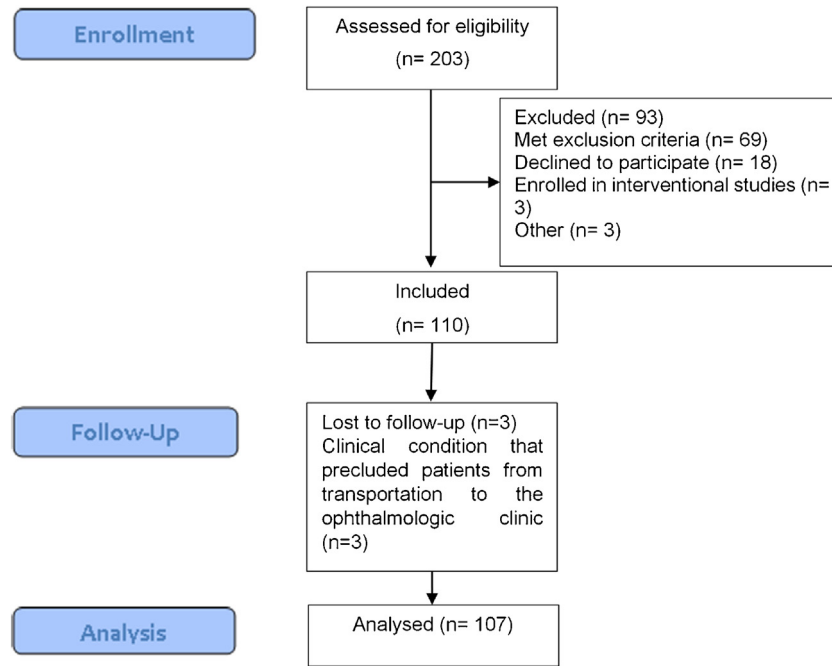 Enrollment
Assessed for eligibility
(n= 203)
Excluded (n= 93)
Met exclusion criteria (n= 69)
Declined to participate (n= 18)
Enrolled in interventional studies (n=
3)
Other (n= 3)
Included
(n= 110)
Follow-Up
Lost to follow-up (n=3)
Clinical condition that
precluded patients from
transportation to the
ophthalmologic clinic
(n=3)
Analysis
Analysed (n= 107)